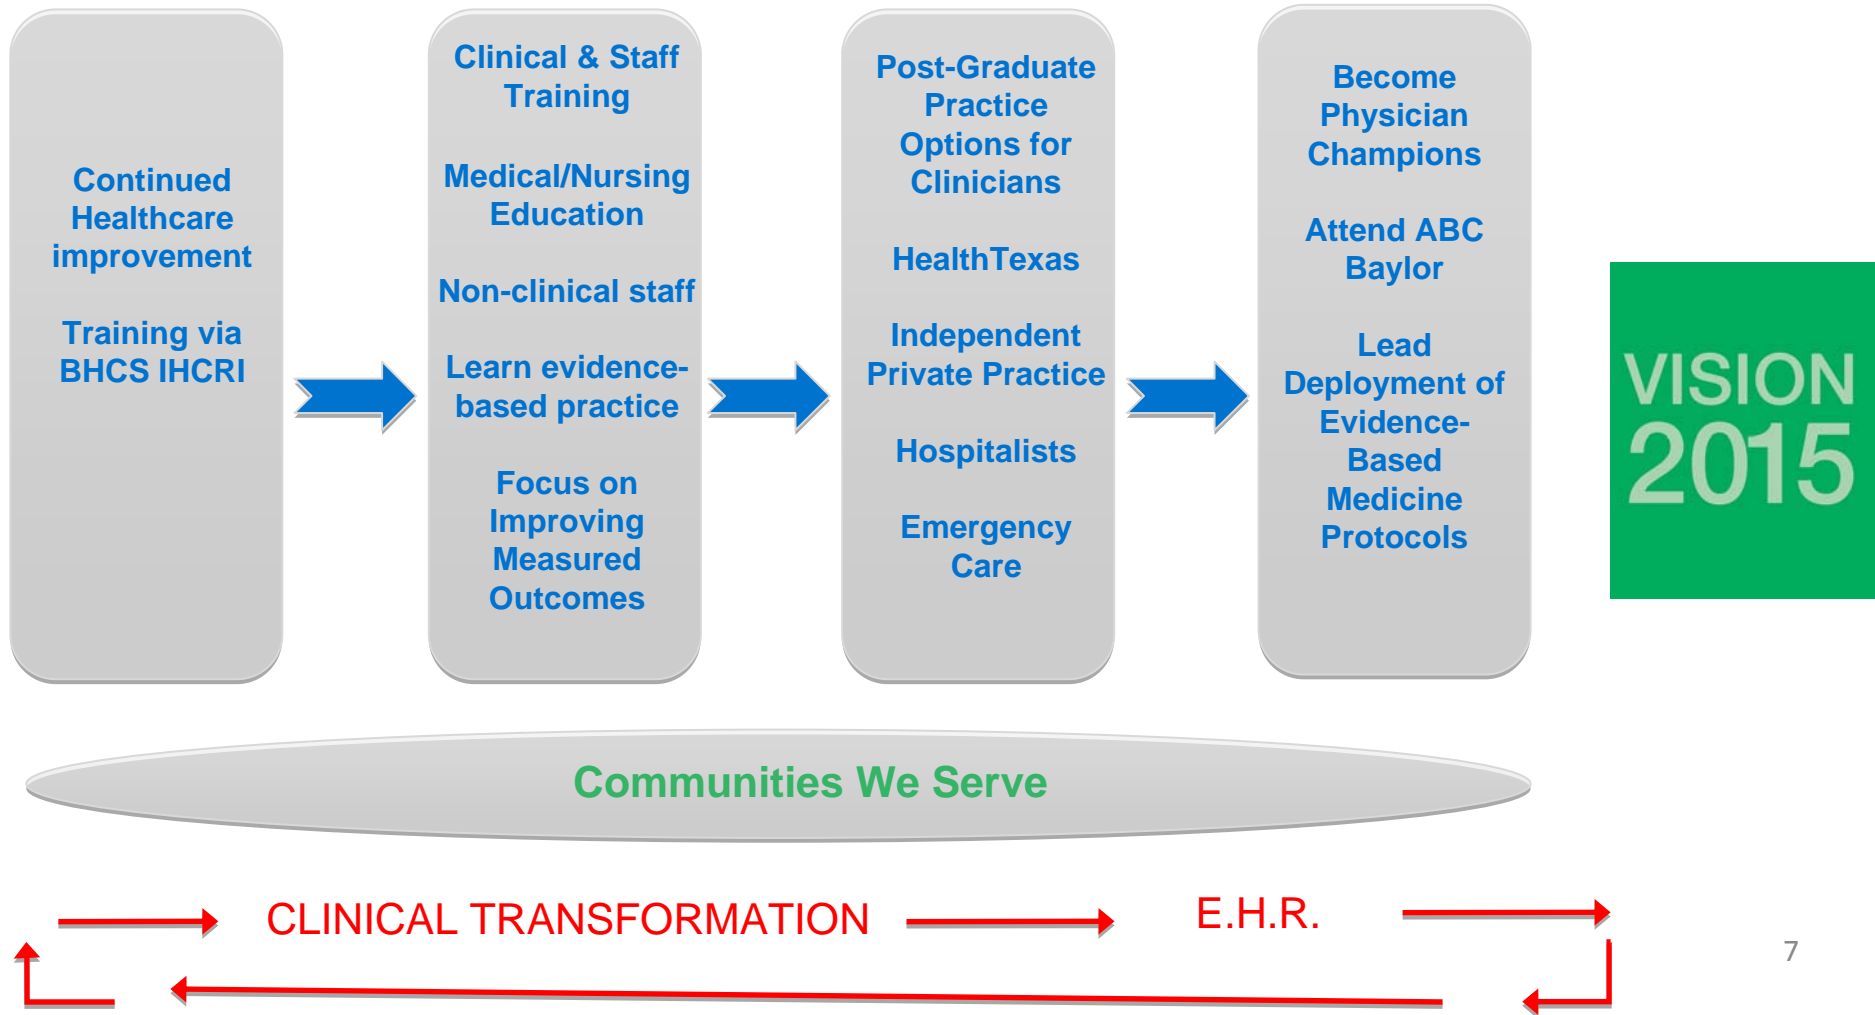 Continued
Healthcare
improvement
Training via
BHCS IHCRI
Clinical & Staff
Training
Medical/Nursing
Education
Non-clinical staff
Learn evidence-
based practice
Focus on
Improving
Measured
Outcomes
Post-Graduate
Practice
Options for
Clinicians
HealthTexas
Independent
Private Practice
Hospitalists
Emergency
Care
Become
Physician
Champions
Attend ABC
Baylor
Lead
Deployment of
Evidence-
Based
Medicine
Protocols
VISION
2015
Communities We Serve
CLINICAL TRANSFORMATION
E.H.R.
7